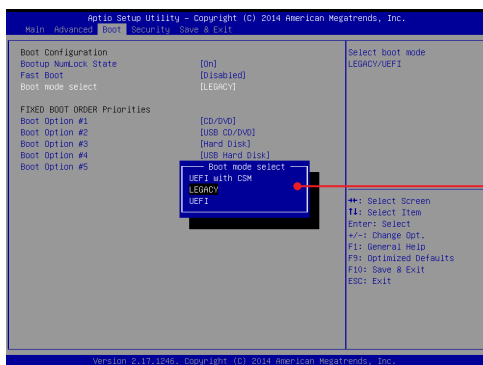 Aptio Setup Utility – Copyright (C) 2014 American Megatrends, Inc.
Main Advanced Boot Security Save & Exit
Boot Configuration
Bootup NumLock State [On]
Fast Boot [Disabled]
Boot mode select [LEGACY]
FIXED BOOT ORDER Priorities
Boot Option #1 [CD/DVD]
Boot Option #2 [USB CD/DVD]
Boot Option #3 [Hard Disk]
Boot Option #4 [USB Hard Disk]
Boot Option #5
Boot mode select
UEFI with CSM
LEGACY
UEFI
Select boot mode
LEGACY/UEFI
→←: Select Screen
↑↓: Select Item
Enter: Select
+/-: Change Opt.
F1: General Help
F9: Optimized Defaults
F10: Save & Exit
ESC: Exit
Version 2.17.1246. Copyright (C) 2014 American Megatrends, Inc.